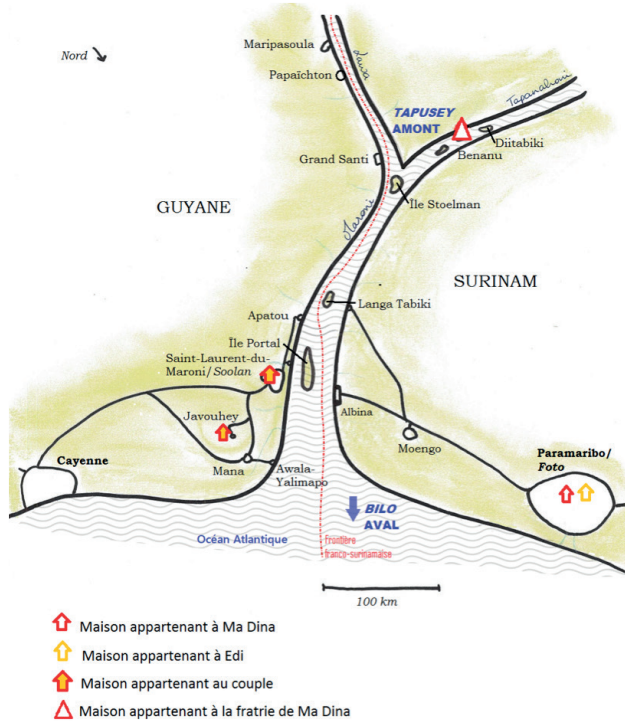 Maripasoula
Lawa
Nord
Papaïchton
Tapanahoni
TAPUSEY
AMONT
Diitabiki
Benanu
Grand Santi
Île Stoelman
GUYANE
Maroni
SURINAM
Langa Tabiki
Apatou
Île Portal
Saint-Laurent-du-
Maroni/Soolan
Albina
Javouhey
Moengo
Paramaribo/
Foto
Cayenne
Mana
Awala-
Yalimapo
BILO
AVAL
Océan Atlantique
Frontière
franco-surinamaise
100 km
Maison appartenant à Ma Dina
Maison appartenant à Edi
Maison appartenant au couple
Maison appartenant à la fratrie de Ma Dina